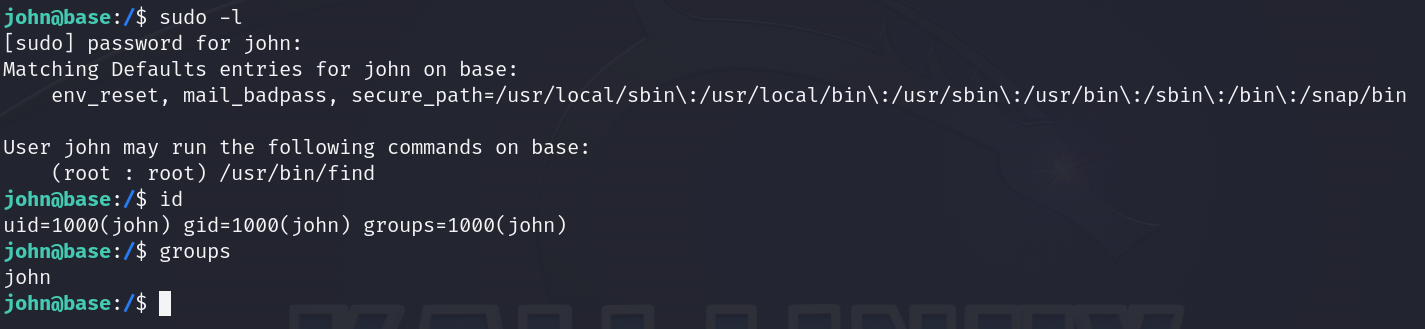 john@base:/$ sudo -l
[sudo] password for john:
Matching Defaults entries for john on base:
    env_reset, mail_badpass, secure_path=/usr/local/sbin\:/usr/local/bin\:/usr/sbin\:/usr/bin\:/sbin\:/bin\:/snap/bin

User john may run the following commands on base:
    (root : root) /usr/bin/find
john@base:/$ id
uid=1000(john) gid=1000(john) groups=1000(john)
john@base:/$ groups
john
john@base:/$